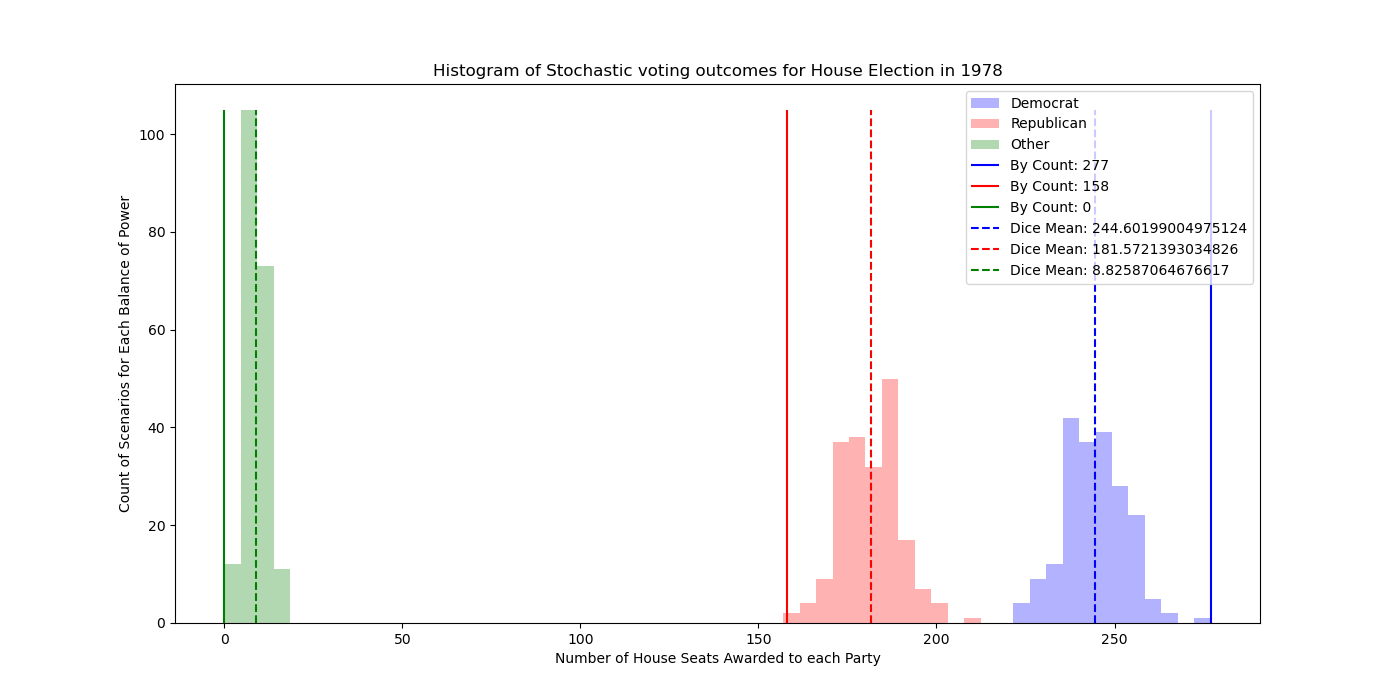 Histogram of Stochastic voting outcomes for House Election in 1978
Count of Scenarios for Each Balance of Power
100
80
60
40
20
0
Democrat
Republican
Other
By Count: 277
By Count: 158
By Count: 0
Dice Mean: 244.60199004975124
Dice Mean: 181.5721393034826
Dice Mean: 8.82587064676617
0
50
100
150
200
250
Number of House Seats Awarded to each Party